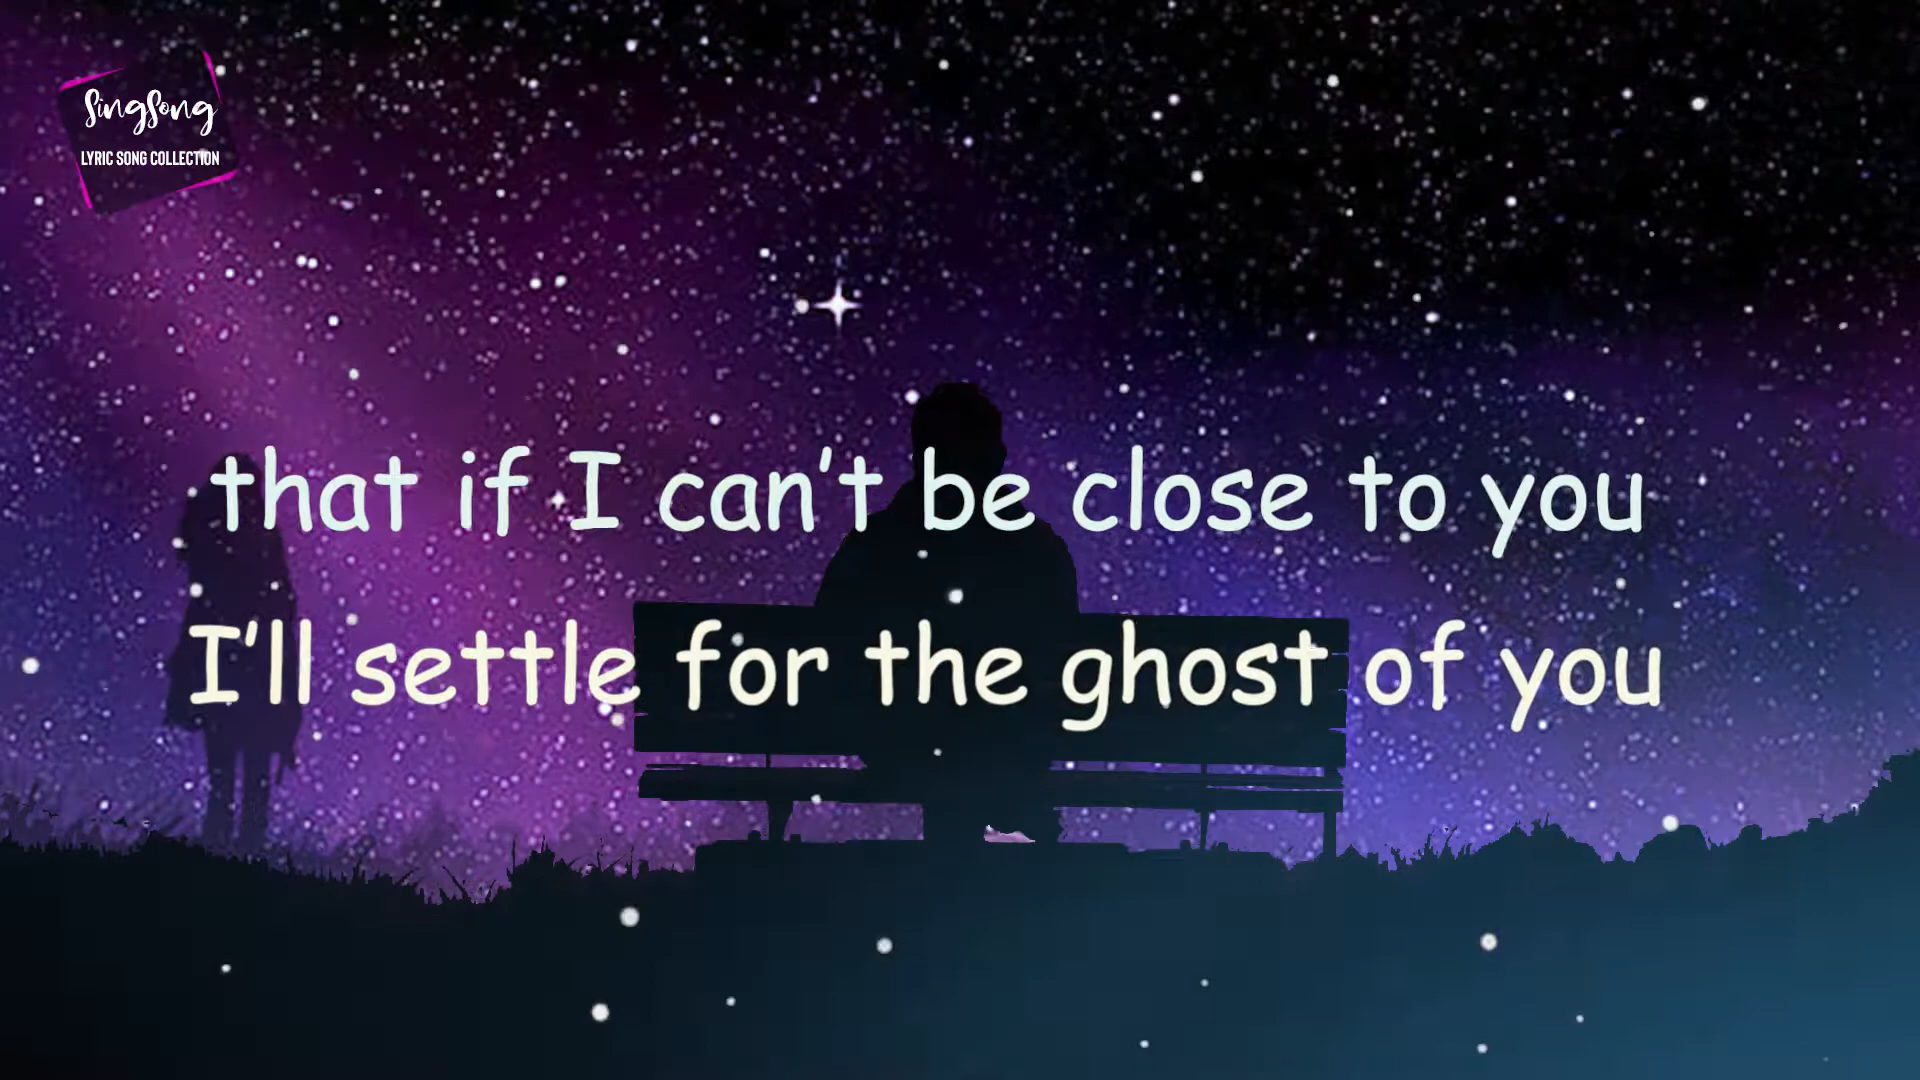 SingSong
LYRIC SONG COLLECTION
that if I can't be close to you
I'll settle for the ghost of you